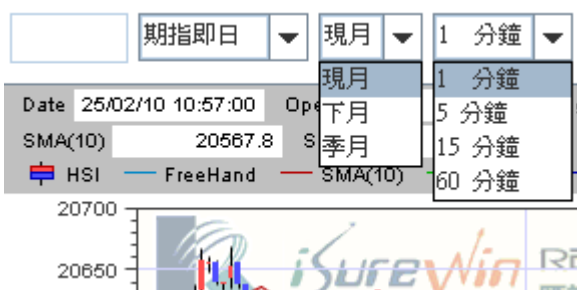 期指即日 現月 1 分鐘
現月 1 分鐘
下月 5 分鐘
季月 15 分鐘
60 分鐘
Date 25/02/10 10:57:00 Ope
SMA(10) 20567.8 S
HSI FreeHand SMA(10)
20700
iSureWin
20650